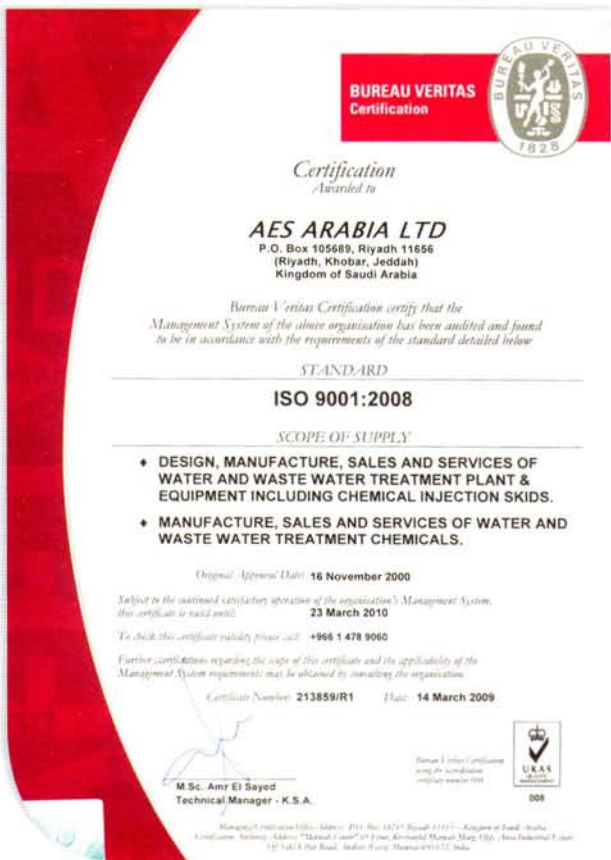 BUREAU VERITAS
Certification
BUREAU VERITAS
1828
Certification
Awarded to
AES ARABIA LTD
P.O. Box 105689, Riyadh 11656
(Riyadh, Khobar, Jeddah)
Kingdom of Saudi Arabia
Bureau Veritas Certification certify that the
Management System of the above organisation has been audited and found
to be in accordance with the requirements of the standard detailed below
STANDARD
ISO 9001:2008
SCOPE OF SUPPLY
♦ DESIGN, MANUFACTURE, SALES AND SERVICES OF
WATER AND WASTE WATER TREATMENT PLANT &
EQUIPMENT INCLUDING CHEMICAL INJECTION SKIDS.
♦ MANUFACTURE, SALES AND SERVICES OF WATER AND
WASTE WATER TREATMENT CHEMICALS.
Original Approval Date: 16 November 2000
Subject to the continued satisfactory operation of the organisation's Management System,
this certificate is valid until: 23 March 2010
To check this certificate validity please call: +966 1 478 9060
Further clarifications regarding the scope of this certificate and the applicability of the
Management System requirements may be obtained by consulting the organisation.
Certificate Number: 213859/R1 Date: 14 March 2009
M.Sc. Amr El Sayed
Technical Manager - K.S.A.
Bureau Veritas Certification
UKAS
QUALITY
MANAGEMENT
008